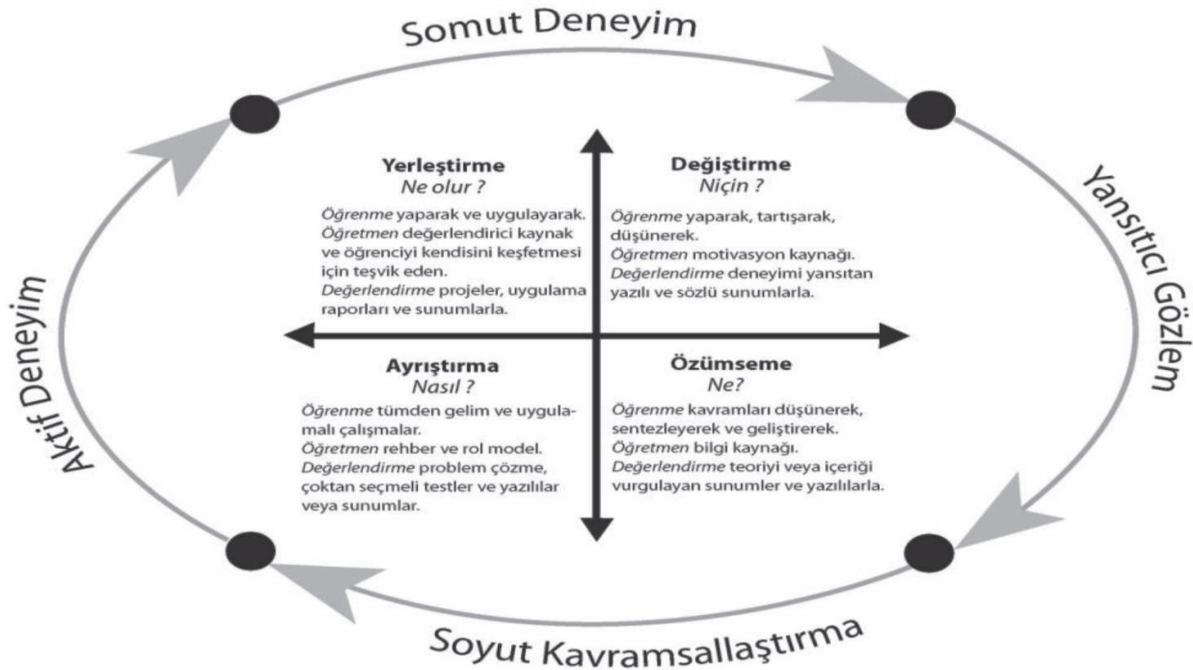 Somut Deneyim
Yerleştirme
Ne olur ?
Öğrenme yaparak ve uygulayarak.
Öğretmen değerlendirici kaynak
ve öğrenciyi kendisini keşfetmesi
için teşvik eden.
Değerlendirme projeler, uygulama
raporları ve sunumlarla.
Değiştirme
Niçin ?
Öğrenme yaparak, tartışarak,
düşünerek.
Öğretmen motivasyon kaynağı.
Değerlendirme deneyimi yansıtan
yazılı ve sözlü sunumlarla.
Yansıtıcı Gözlem
Aktif Deneyim
Ayrıştırma
Nasıl ?
Öğrenme tümden gelim ve uygula-
malı çalışmalar.
Öğretmen rehber ve rol model.
Değerlendirme problem çözme,
çoktan seçmeli testler ve yazılılar
veya sunumlar.
Özümseme
Ne?
Öğrenme kavramları düşünerek,
sentezleyerek ve geliştirerek.
Öğretmen bilgi kaynağı.
Değerlendirme teoriyi veya içeriği
vurgulayan sunumler ve yazılılarla.
Soyut Kavramsallaştırma